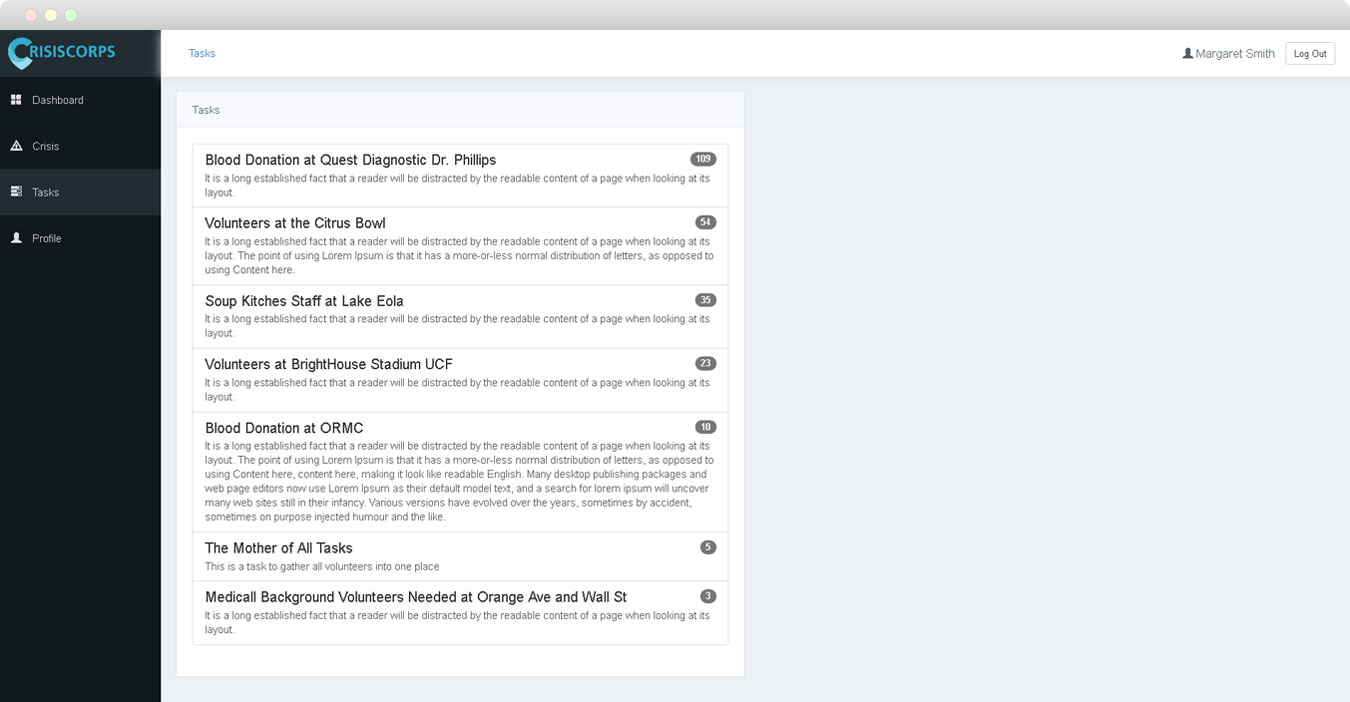 CRISISCORPS
Tasks
Margaret Smith
Log Out
Dashboard
Crisis
Tasks
Profile
Tasks
Blood Donation at Quest Diagnostic Dr. Phillips
109
It is a long established fact that a reader will be distracted by the readable content of a page when looking at its
layout.
Volunteers at the Citrus Bowl
54
It is a long established fact that a reader will be distracted by the readable content of a page when looking at its
layout. The point of using Lorem Ipsum is that it has a more-or-less normal distribution of letters, as opposed to
using Content here.
Soup Kitches Staff at Lake Eola
35
It is a long established fact that a reader will be distracted by the readable content of a page when looking at its
layout.
Volunteers at BrightHouse Stadium UCF
23
It is a long established fact that a reader will be distracted by the readable content of a page when looking at its
layout.
Blood Donation at ORMC
10
It is a long established fact that a reader will be distracted by the readable content of a page when looking at its
layout. The point of using Lorem Ipsum is that it has a more-or-less normal distribution of letters, as opposed to
using Content here, content here, making it look like readable English. Many desktop publishing packages and
web page editors now use Lorem Ipsum as their default model text, and a search for lorem ipsum will uncover
many web sites still in their infancy. Various versions have evolved over the years, sometimes by accident,
sometimes on purpose injected humour and the like.
The Mother of All Tasks
5
This is a task to gather all volunteers into one place
Medicall Background Volunteers Needed at Orange Ave and Wall St
3
It is a long established fact that a reader will be distracted by the readable content of a page when looking at its
layout.